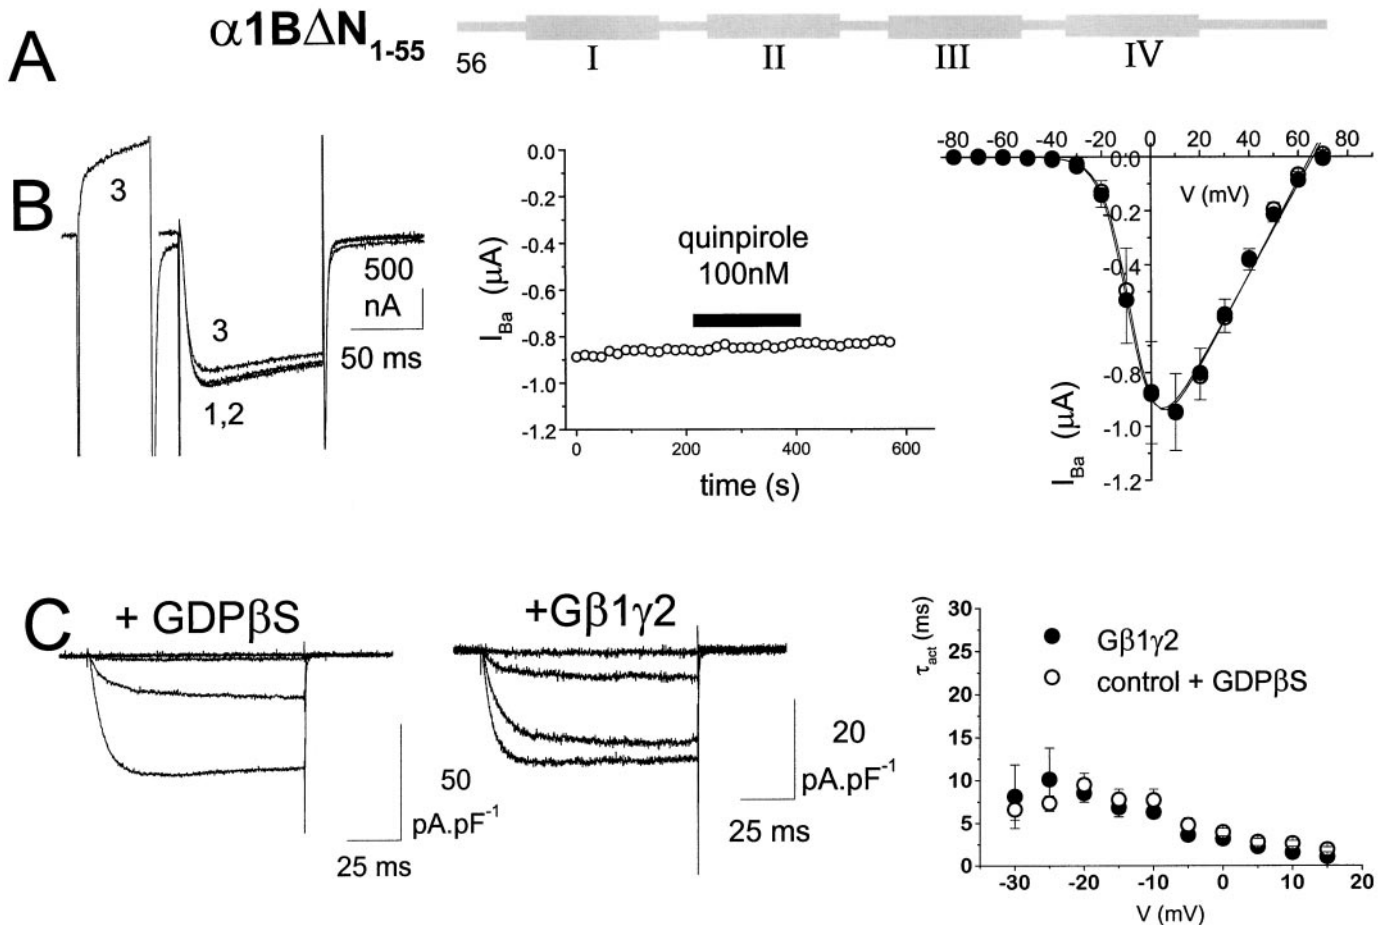 A
α1BΔN1-55
56
I
II
III
IV
B
3
500
nA
50 ms
3
1,2
0.0
-0.2
-0.4
-0.6
-0.8
-1.0
-1.2
IBa (μA)
quinpirole
100nM
0
200
400
600
time (s)
-80 -60 -40 -20 0 20 40 60 80
0.0
V (mV)
-0.2
-0.4
-0.8
-1.0
-1.2
IBa (μA)
C
+ GDPβS
50
pA.pF-1
25 ms
+Gβ1γ2
20
pA.pF-1
25 ms
30
25
20
15
10
5
0
τact (ms)
Gβ1γ2
control + GDPβS
-30
-20
-10
0
10
20
V (mV)